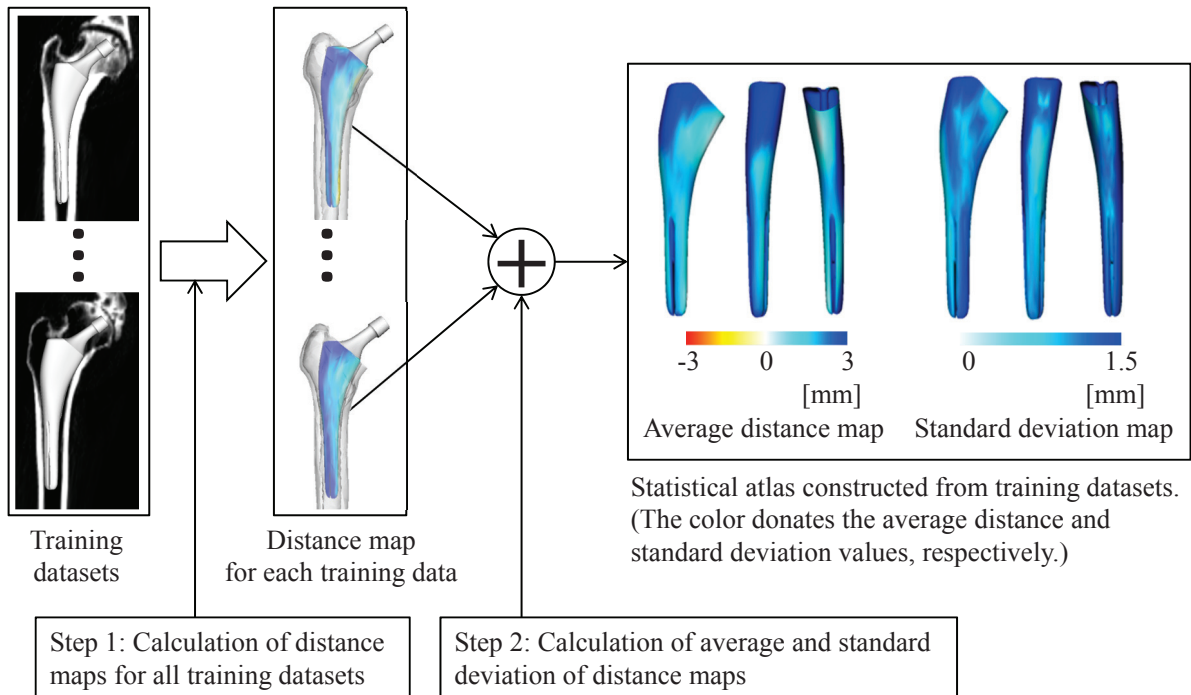 -3
0
3
[mm]
Average distance map
0
1.5
[mm]
Standard deviation map
Statistical atlas constructed from training datasets.
(The color donates the average distance and
standard deviation values, respectively.)
Training
datasets
Distance map
for each training data
Step 1: Calculation of distance
maps for all training datasets
Step 2: Calculation of average and standard
deviation of distance maps